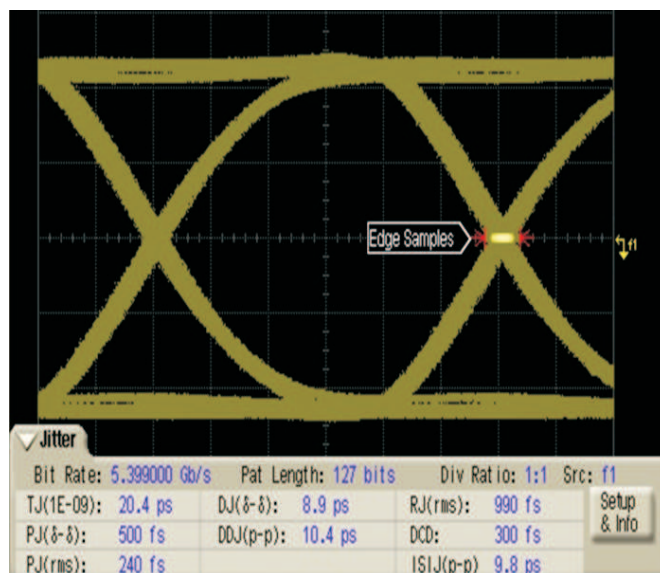 Edge Samples
f1
Jitter
Bit Rate: 5.399000 Gb/s Pat Length: 127 bits Div Ratio: 1:1 Src: f1
TJ(1E-09): 20.4 ps DJ(δ-δ): 8.9 ps RJ(rms): 990 fs
PJ(δ-δ): 500 fs DDJ(p-p): 10.4 ps DCD: 300 fs
PJ(rms): 240 fs ISIJ(p-p) 9.8 ps
Setup
& Info